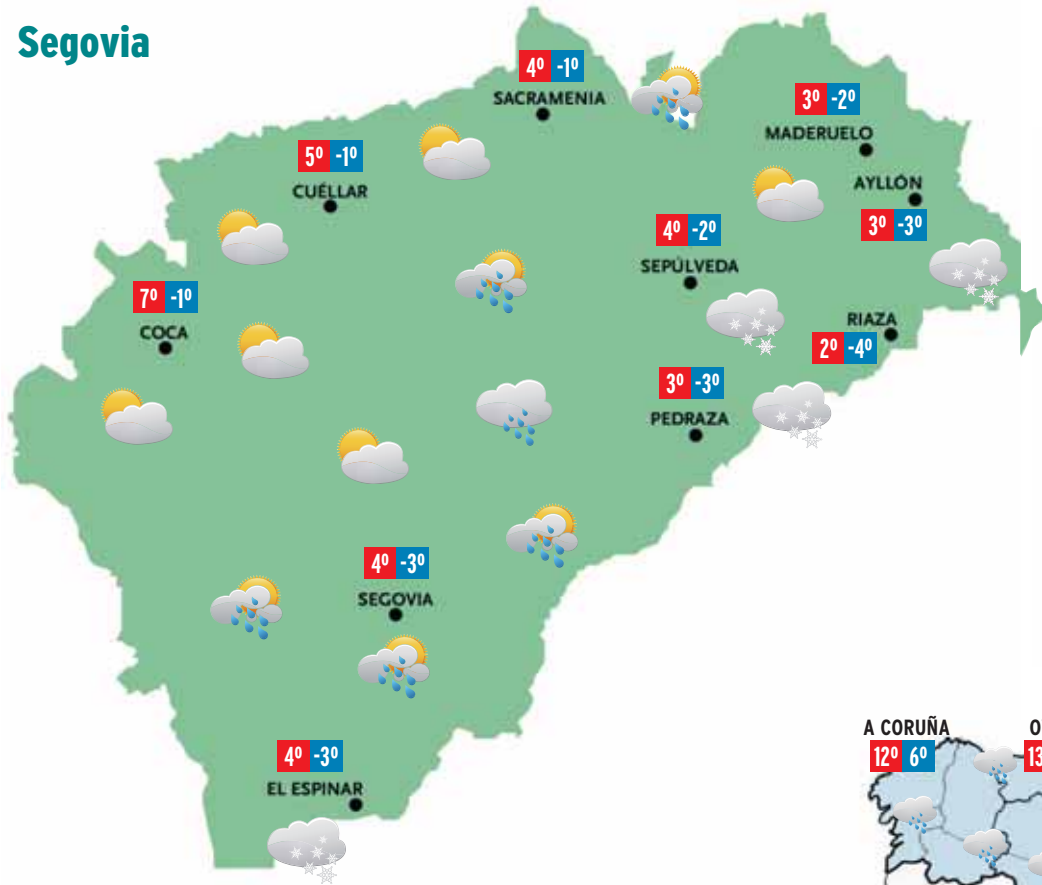 Segovia
4º -1º
SACRAMENIA
3º -2º
MADERUELO
5º -1º
CUÉLLAR
AYLLÓN
3º -3º
4º -2º
SEPÚLVEDA
7º -1º
COCA
RIAZA
2º -4º
3º -3º
PEDRAZA
4º -3º
SEGOVIA
4º -3º
EL ESPINAR
A CORUÑA
12º 6º
O
13